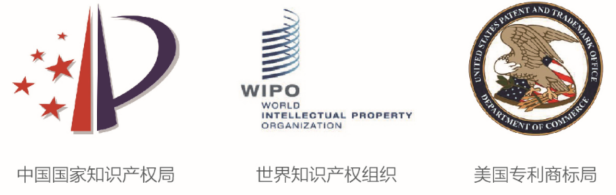 WIPO
WORLD
INTELLECTUAL PROPERTY
ORGANIZATION
UNITED STATES PATENT AND TRADEMARK OFFICE
DEPARTMENT OF COMMERCE
中国国家知识产权局
世界知识产权组织
美国专利商标局